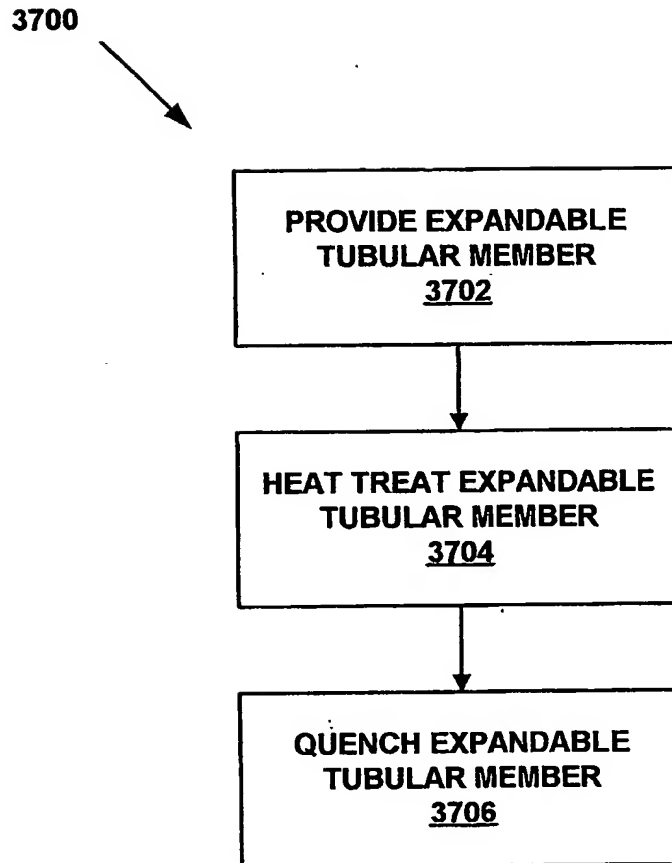 3700
PROVIDE EXPANDABLE
TUBULAR MEMBER
3702
HEAT TREAT EXPANDABLE
TUBULAR MEMBER
3704
QUENCH EXPANDABLE
TUBULAR MEMBER
3706